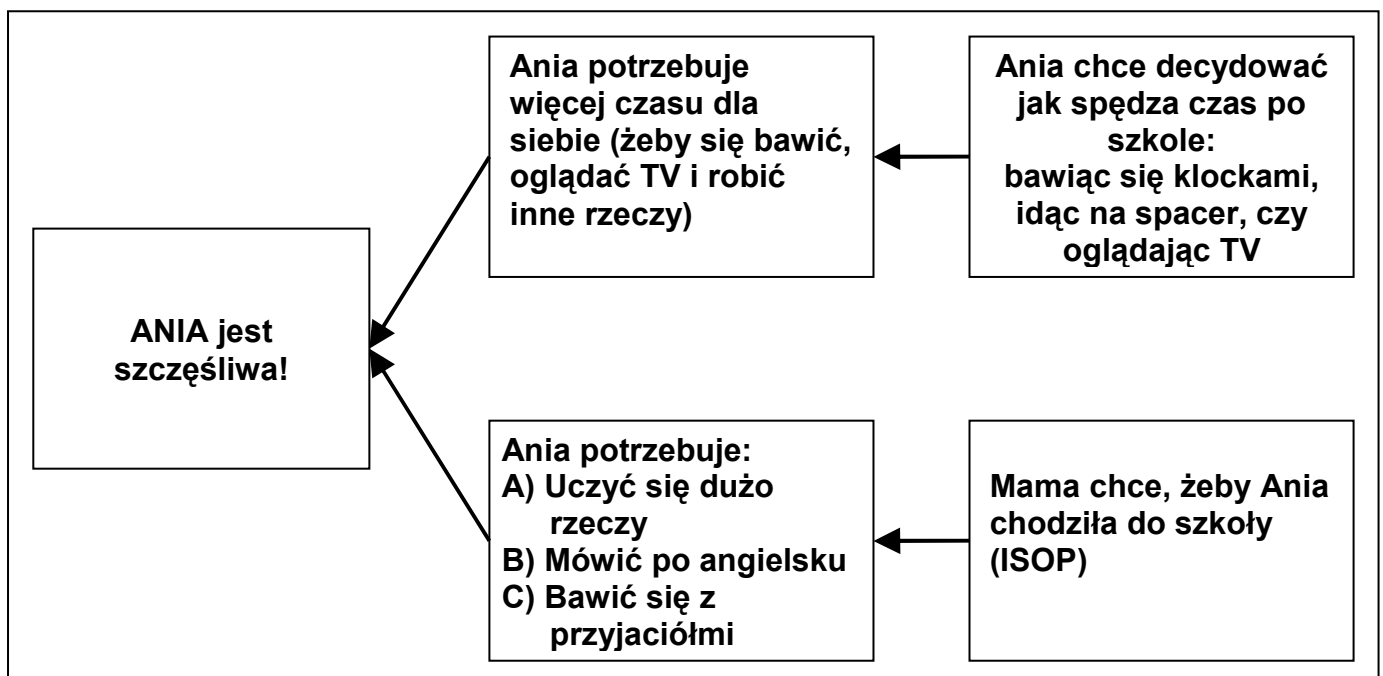 Ania potrzebuje
więcej czasu dla
siebie (żeby się bawić,
oglądać TV i robić
inne rzeczy)
Ania chce decydować
jak spędza czas po
szkole:
bawiąc się klockami,
idąc na spacer, czy
oglądając TV
ANIA jest
szczęśliwa!
Ania potrzebuje:
A) Uczyć się dużo
rzeczy
B) Mówić po angielsku
C) Bawić się z
przyjaciółmi
Mama chce, żeby Ania
chodziła do szkoły
(ISOP)